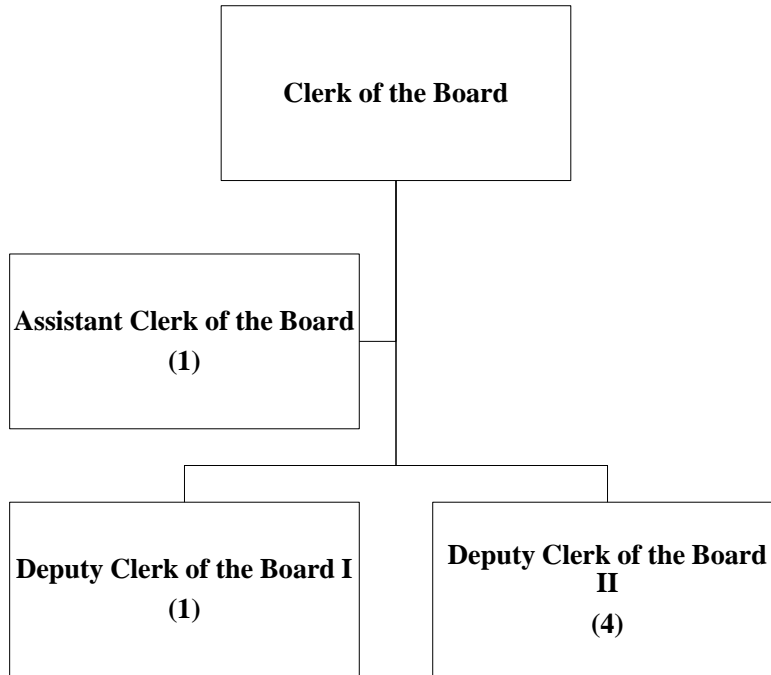 Clerk of the Board
Assistant Clerk of the Board
(1)
Deputy Clerk of the Board I
(1)
Deputy Clerk of the Board
II
(4)